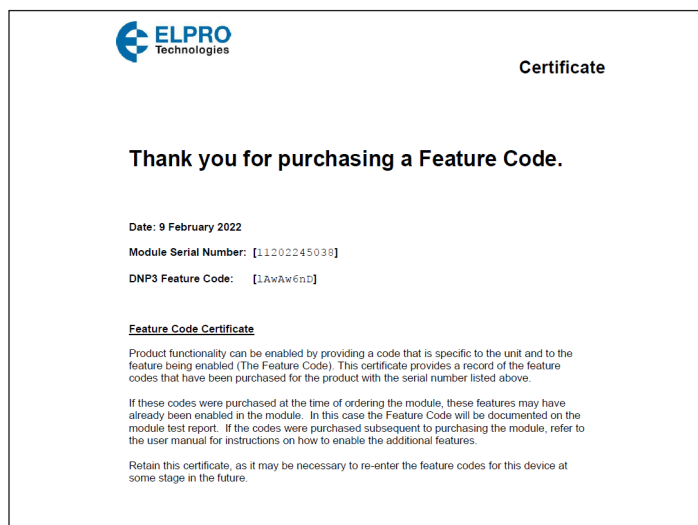 ELPRO
Technologies
Certificate
Thank you for purchasing a Feature Code.
Date: 9 February 2022
Module Serial Number: [11202245038]
DNP3 Feature Code: [lAwAw6nD]
Feature Code Certificate
Product functionality can be enabled by providing a code that is specific to the unit and to the
feature being enabled (The Feature Code). This certificate provides a record of the feature
codes that have been purchased for the product with the serial number listed above.
If these codes were purchased at the time of ordering the module, these features may have
already been enabled in the module. In this case the Feature Code will be documented on the
module test report. If the codes were purchased subsequent to purchasing the module, refer to
the user manual for instructions on how to enable the additional features.
Retain this certificate, as it may be necessary to re-enter the feature codes for this device at
some stage in the future.